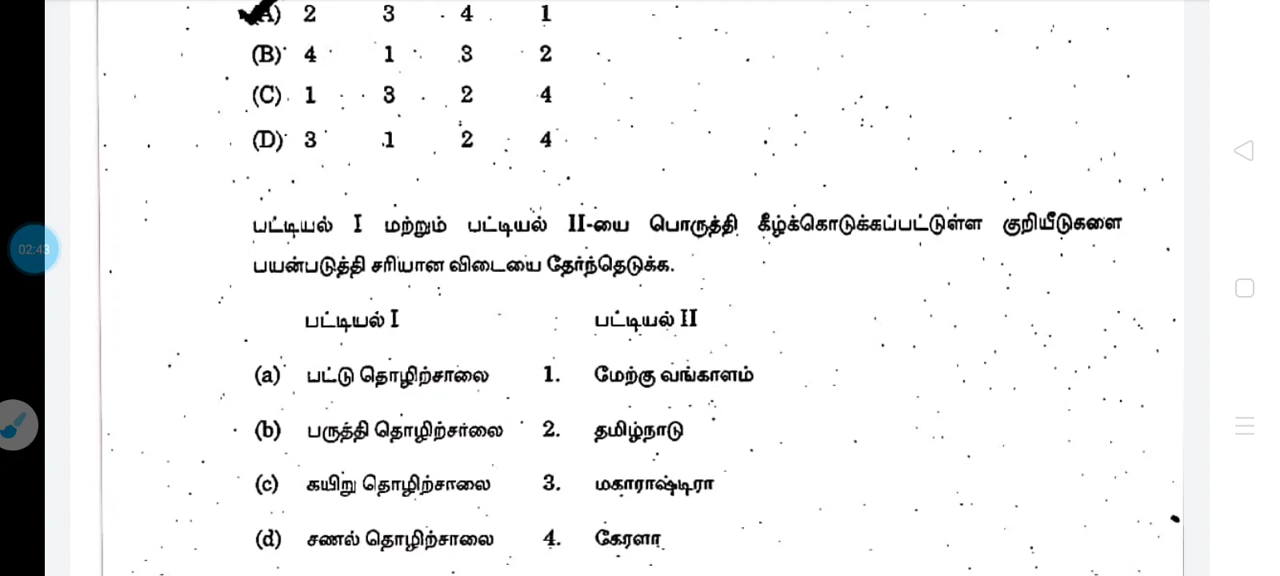 (A) 2 3 4 1
(B) 4 1 3 2
(C) 1 3 2 4
(D) 3 1 2 4
பட்டியல் I மற்றும் பட்டியல் II-யை பொருத்தி கீழ்க்கொடுக்கப்பட்டுள்ள குறியீடுகளை
பயன்படுத்தி சரியான விடையை தேர்ந்தெடுக்க.
பட்டியல் I பட்டியல் II
(a) பட்டு தொழிற்சாலை 1. மேற்கு வங்காளம்
(b) பருத்தி தொழிற்சாலை 2. தமிழ்நாடு
(c) கயிறு தொழிற்சாலை 3. மகாராஷ்டிரா
(d) சணல் தொழிற்சாலை 4. கேரளா
02:43